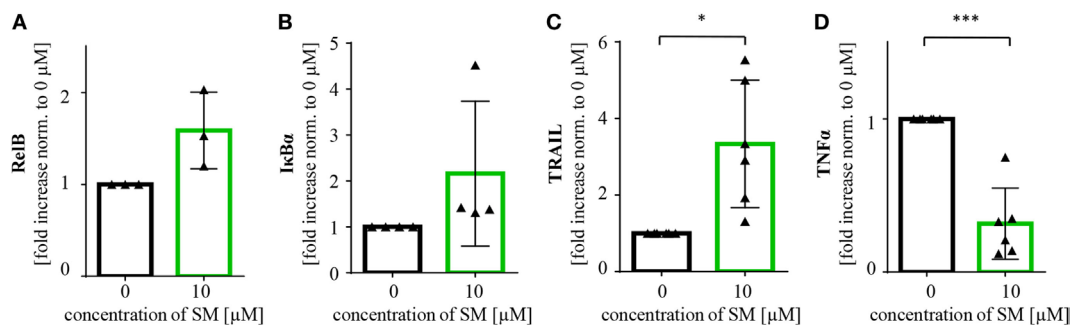 A
RelB
[fold increase norm. to 0 µM]
2
1
0
0
10
concentration of SM [µM]
B
IκBα
[fold increase norm. to 0 µM]
5
4
3
2
1
0
0
10
concentration of SM [µM]
C
*
TRAIL
[fold increase norm. to 0 µM]
6
4
2
0
0
10
concentration of SM [µM]
D
***
TNFα
[fold increase norm. to 0 µM]
1
0
0
10
concentration of SM [µM]